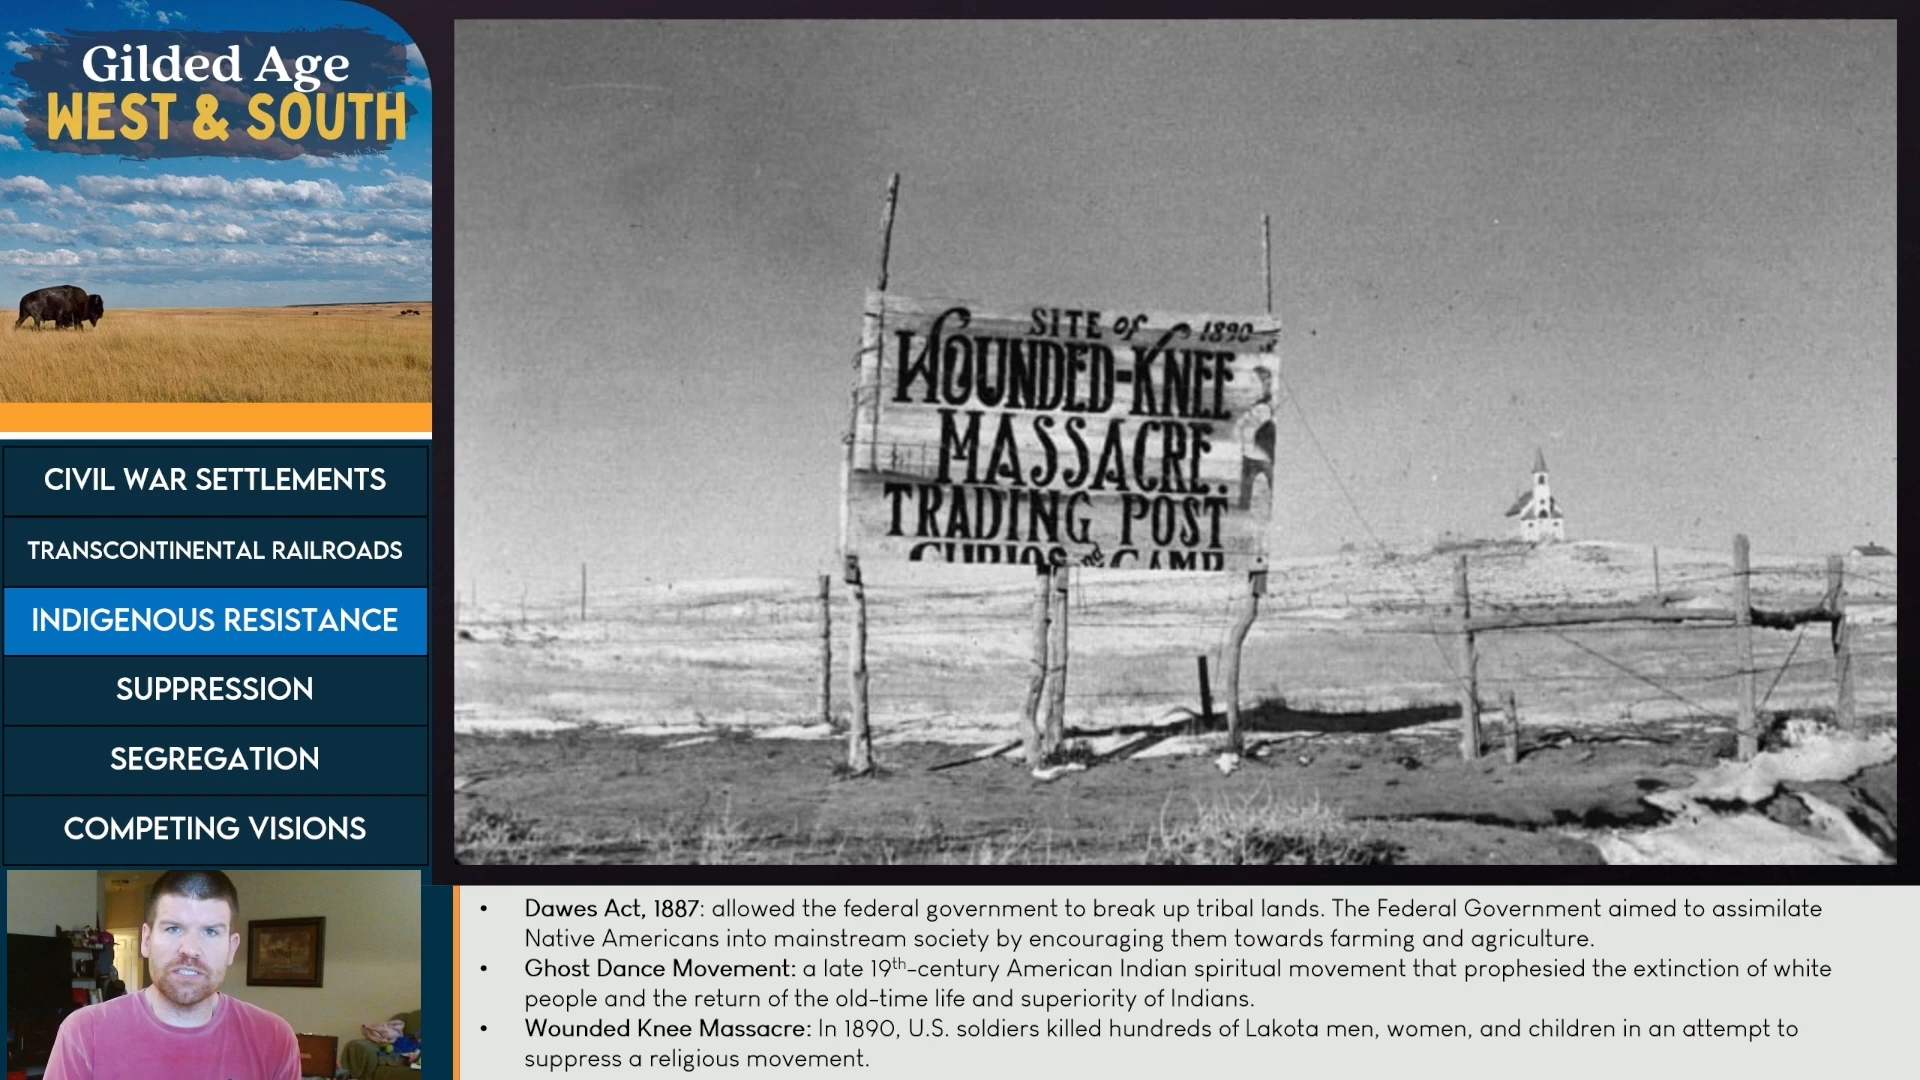 Gilded Age
WEST & SOUTH
CIVIL WAR SETTLEMENTS
TRANSCONTINENTAL RAILROADS
INDIGENOUS RESISTANCE
SUPPRESSION
SEGREGATION
COMPETING VISIONS
SITE of 1890
WOUNDED-KNEE
MASSACRE.
TRADING POST
CURIOS and CAMP
• Dawes Act, 1887: allowed the federal government to break up tribal lands. The Federal Government aimed to assimilate
Native Americans into mainstream society by encouraging them towards farming and agriculture.
• Ghost Dance Movement: a late 19th-century American Indian spiritual movement that prophesied the extinction of white
people and the return of the old-time life and superiority of Indians.
• Wounded Knee Massacre: In 1890, U.S. soldiers killed hundreds of Lakota men, women, and children in an attempt to
suppress a religious movement.